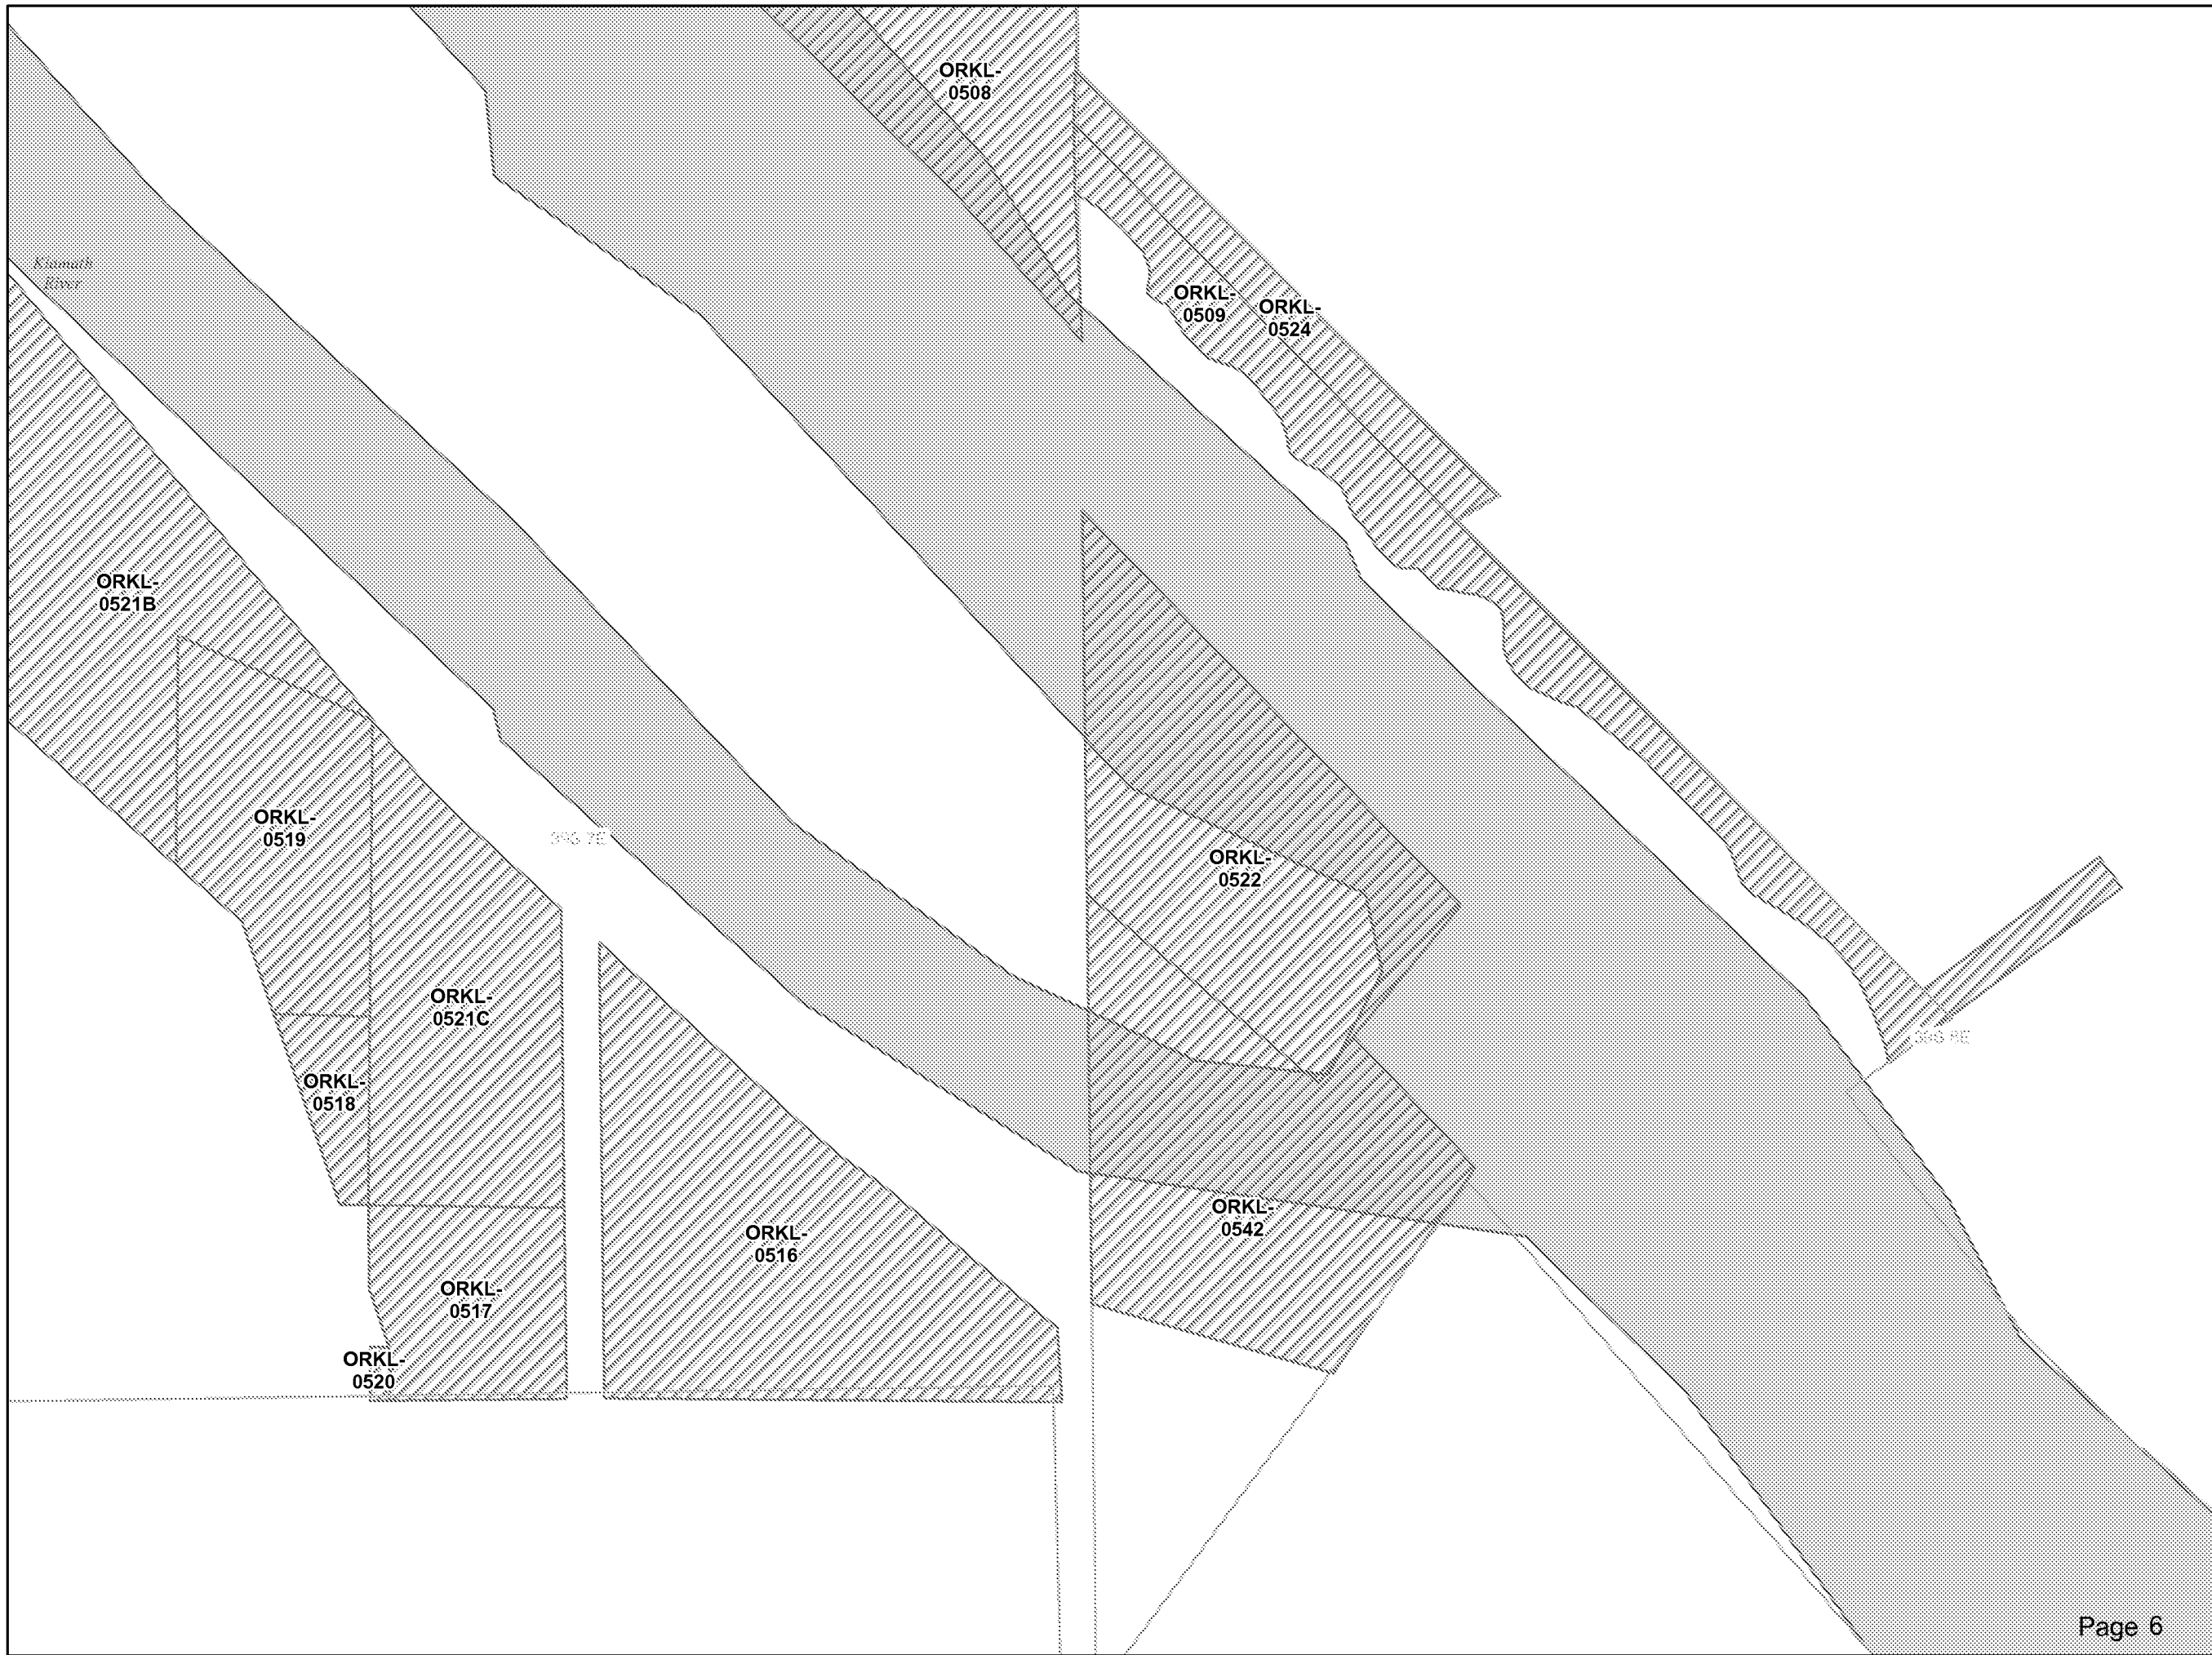 ORKL-
0508
Klamath
River
ORKL-
0509
ORKL-
0524
ORKL-
0521B
ORKL-
0519
ORKL-
0522
ORKL-
0521C
ORKL-
0518
ORKL-
0542
ORKL-
0516
ORKL-
0517
ORKL-
0520
Page 6